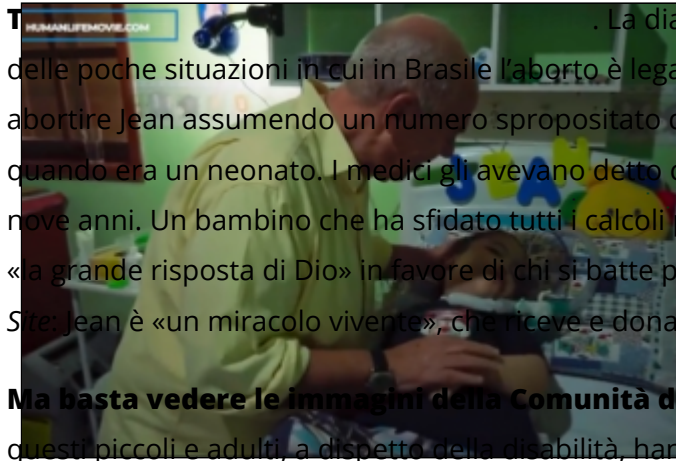 T
HUMANLIFEMOVIE.COM
. La dia
delle poche situazioni in cui in Brasile l'aborto è lega
abortire Jean assumendo un numero spropositato
quando era un neonato. I medici gli avevano detto
nove anni. Un bambino che ha sfidato tutti i calcoli
«la grande risposta di Dio» in favore di chi si batte p
Site: Jean è «un miracolo vivente», che riceve e dona
Ma basta vedere le immagini della Comunità d
questi piccoli e adulti, a dispetto della disabilità, han
JEAN